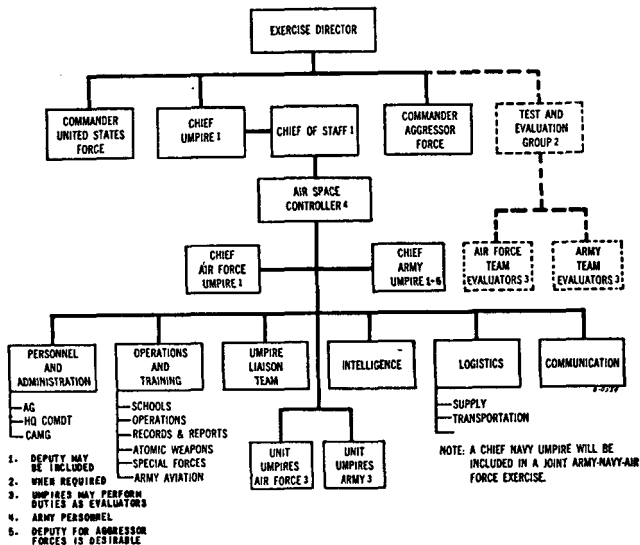 EXERCISE DIRECTOR
COMMANDER
UNITED STATES
FORCE
CHIEF
UMPIRE 1
CHIEF OF STAFF 1
COMMANDER
AGGRESSOR
FORCE
TEST AND
EVALUATION
GROUP 2
AIR SPACE
CONTROLLER 4
CHIEF
AIR FORCE
UMPIRE 1
CHIEF
ARMY
UMPIRE 1-5
AIR FORCE
TEAM
EVALUATORS 3
ARMY
TEAM
EVALUATORS 3
PERSONNEL
AND
ADMINISTRATION
OPERATIONS
AND
TRAINING
UMPIRE
LIAISON
TEAM
INTELLIGENCE
LOGISTICS
COMMUNICATION
AG
HQ COMDT
CAMG
SCHOOLS
OPERATIONS
RECORDS & REPORTS
ATOMIC WEAPONS
SPECIAL FORCES
ARMY AVIATION
SUPPLY
TRANSPORTATION
UNIT
UMPIRES
AIR FORCE 3
UNIT
UMPIRES
ARMY 3
NOTE: A CHIEF NAVY UMPIRE WILL BE
INCLUDED IN A JOINT ARMY-NAVY-AIR
FORCE EXERCISE.
1. DEPUTY MAY
BE INCLUDED
2. WHEN REQUIRED
3. UMPIRES MAY PERFORM
DUTIES AS EVALUATORS
4. ARMY PERSONNEL
5. DEPUTY FOR AGGRESSOR
FORCES IS DESIRABLE